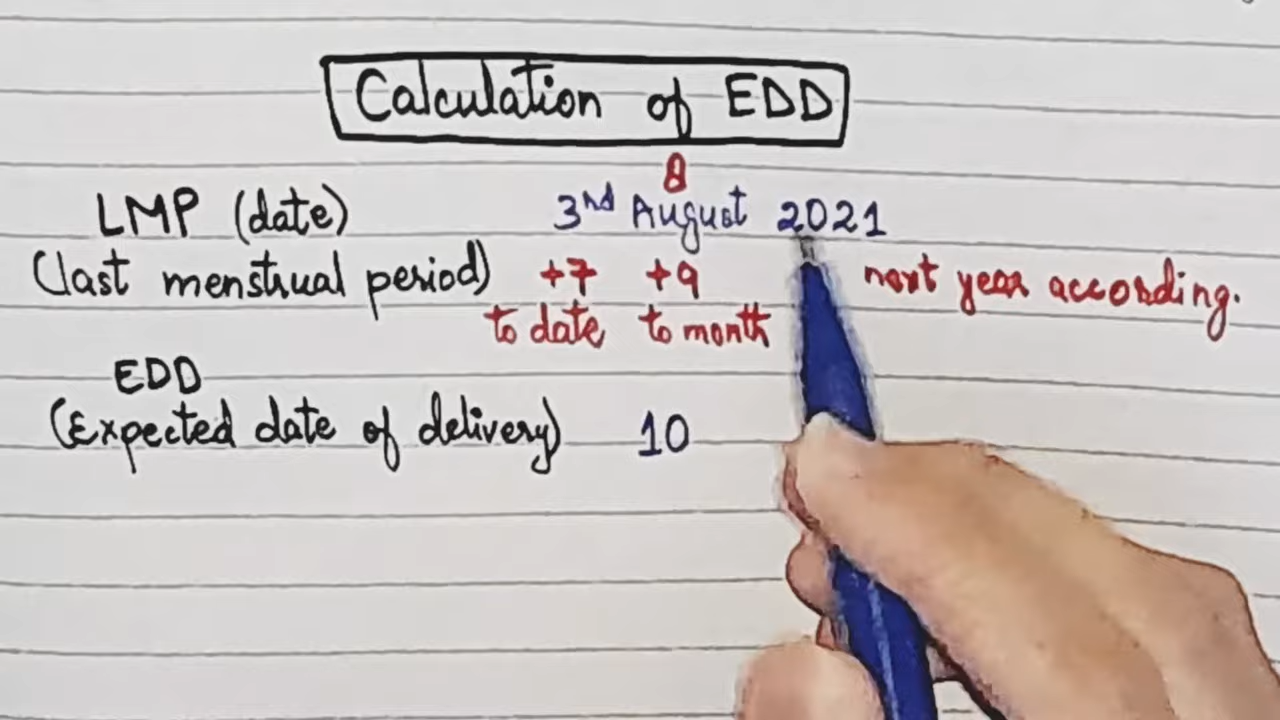 Calculation of EDD
8
LMP (date) 3nd August 2021
(last menstrual period) +7 +9 next year according.
to date to month
EDD
(Expected date of delivery) 10